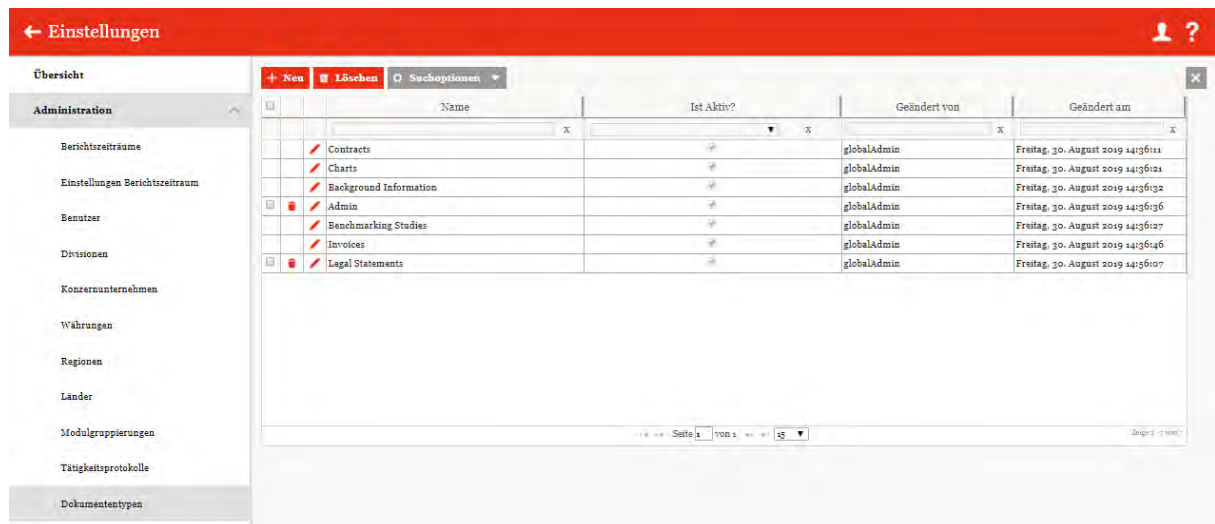 ← Einstellungen ?
Übersicht
Administration
Berichtszeiträume
Einstellungen Berichtszeitraum
Benutzer
Divisionen
Konzernunternehmen
Währungen
Regionen
Länder
Modulgruppierungen
Tätigkeitsprotokolle
Dokumententypen
+ Neu Löschen Suchoptionen x
Name Ist Aktiv? Geändert von Geändert am
x x x x
Contracts globalAdmin Freitag, 30. August 2019 14:36:11
Charts globalAdmin Freitag, 30. August 2019 14:36:21
Background Information globalAdmin Freitag, 30. August 2019 14:36:32
Admin globalAdmin Freitag, 30. August 2019 14:36:36
Benchmarking Studies globalAdmin Freitag, 30. August 2019 14:36:27
Invoices globalAdmin Freitag, 30. August 2019 14:36:46
Legal Statements globalAdmin Freitag, 30. August 2019 14:56:07
Seite 1 von 1 15